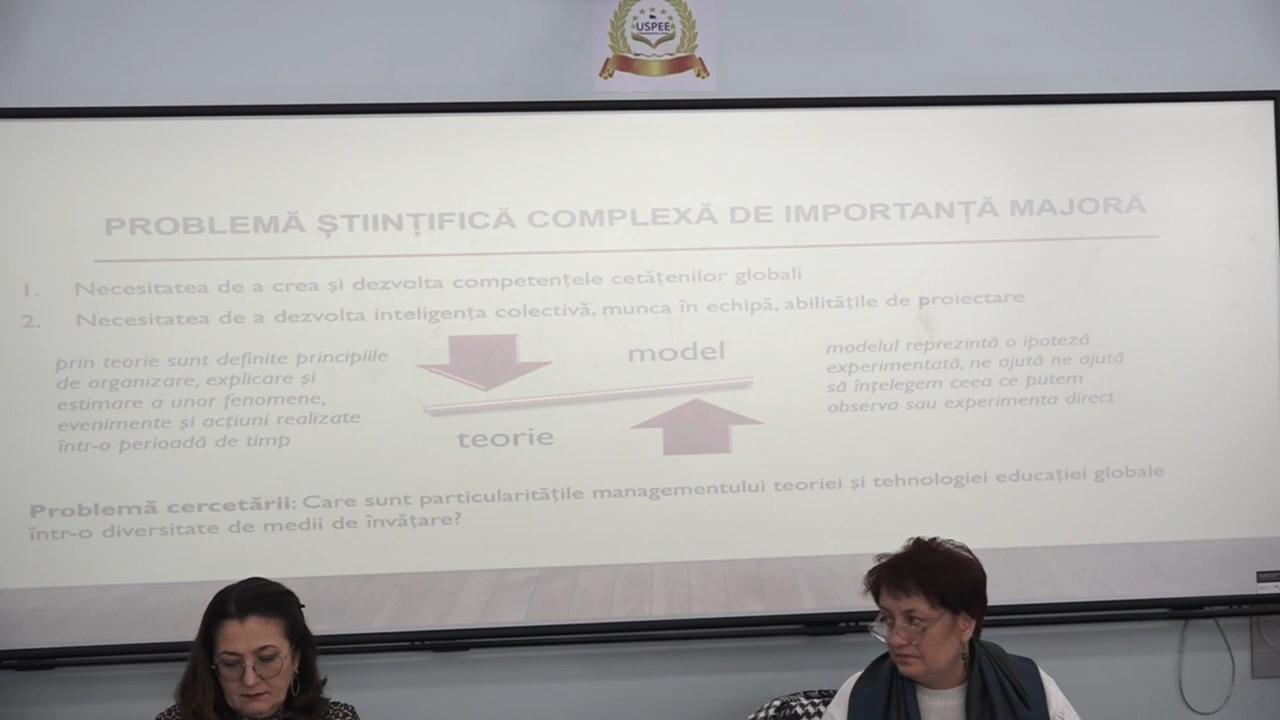 USPEE
PROBLEMĂ ȘTIINȚIFICĂ COMPLEXĂ DE IMPORTANȚĂ MAJORĂ
1. Necesitatea de a crea și dezvolta competențele cetățenilor globali
2. Necesitatea de a dezvolta inteligența colectivă, munca în echipă, abilitățile de proiectare
prin teorie sunt definite principiile
de organizare, explicare și
estimare a unor fenomene,
evenimente și acțiuni realizate
într-o perioadă de timp
model
teorie
modelul reprezintă o ipoteză
experimentată, ne ajută ne ajută
să înțelegem ceea ce putem
observa sau experimenta direct
Problemă cercetării: Care sunt particularitățile managementului teoriei și tehnologiei educației globale
într-o diversitate de medii de învățare?